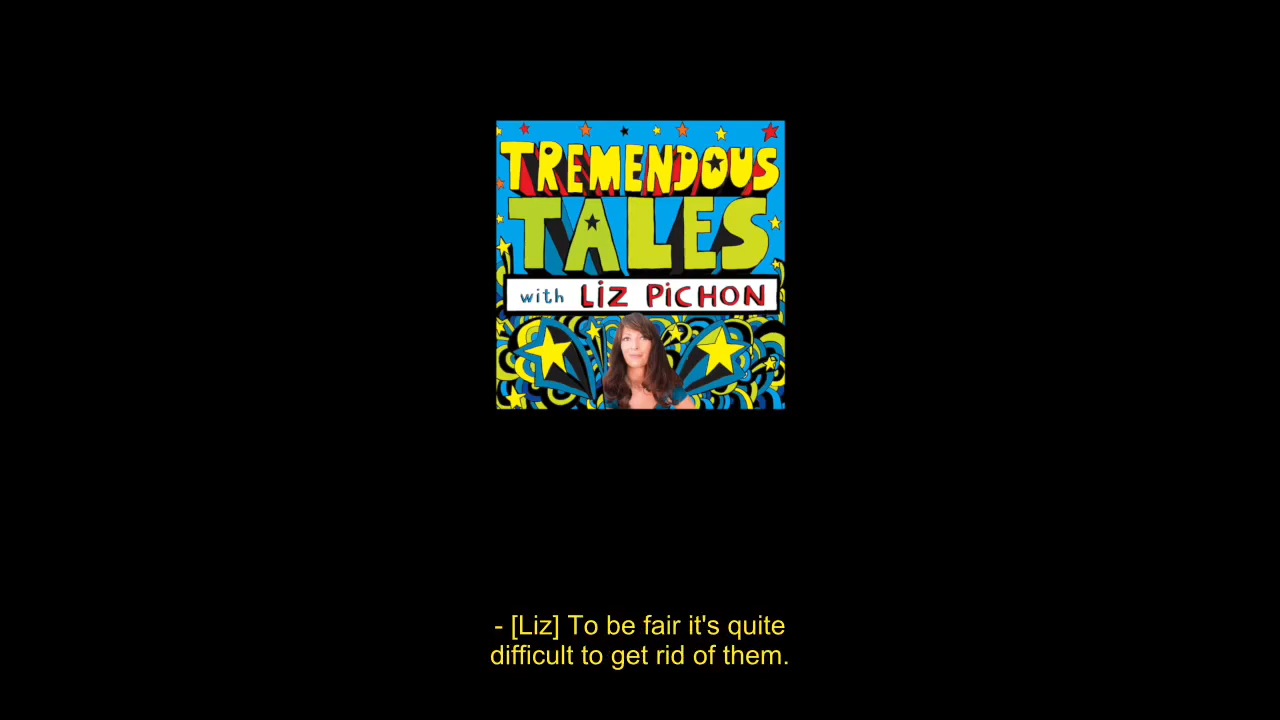 TREMENDOUS
TALES
with LiZ PiCHON
- [Liz] To be fair it's quite
difficult to get rid of them.